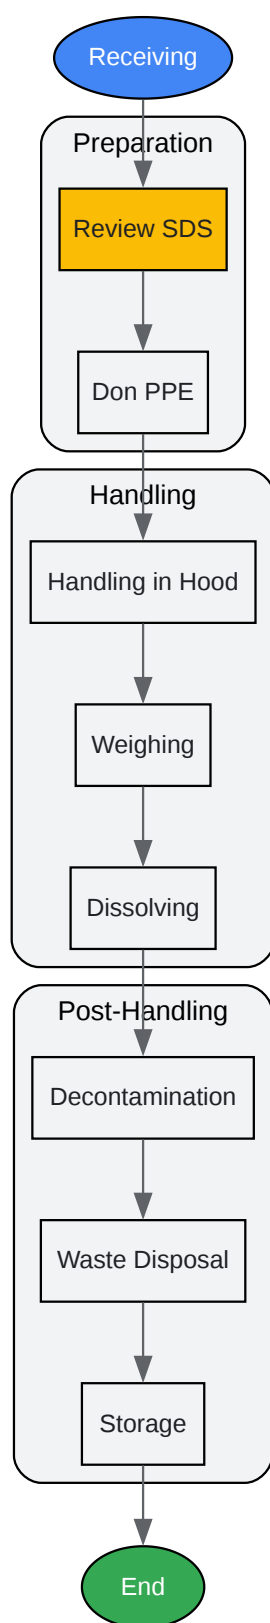 Receiving
Preparation
Review SDS
Don PPE
Handling
Handling in Hood
Weighing
Dissolving
Post-Handling
Decontamination
Waste Disposal
Storage
End